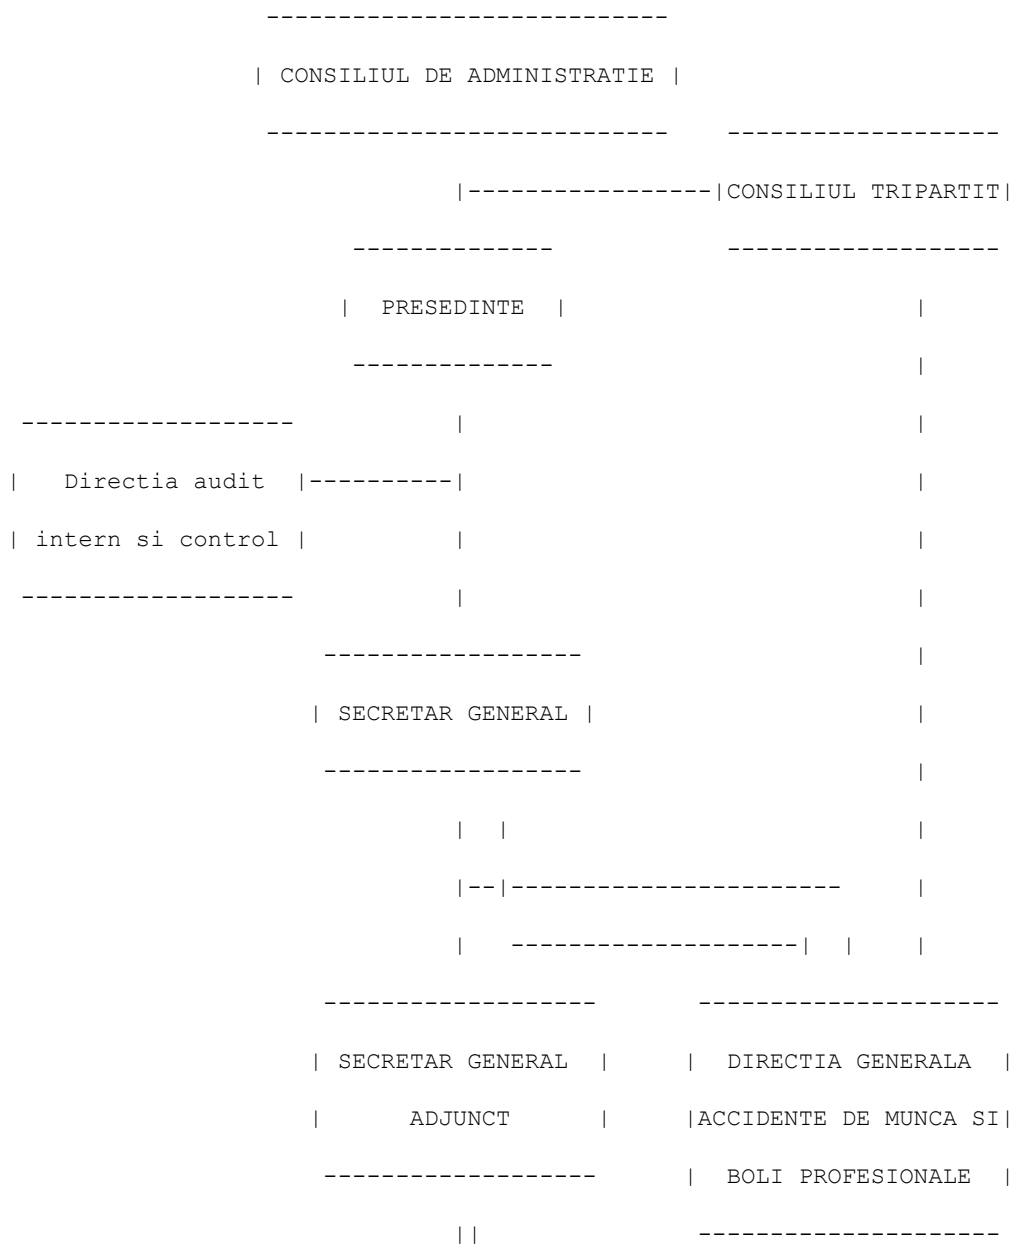 CONSILIUL DE ADMINISTRATIE
CONSILIUL TRIPARTIT
PRESEDINTE
Directia audit
intern si control
SECRETAR GENERAL
SECRETAR GENERAL
ADJUNCT
DIRECTIA GENERALA
ACCIDENTE DE MUNCA SI
BOLI PROFESIONALE